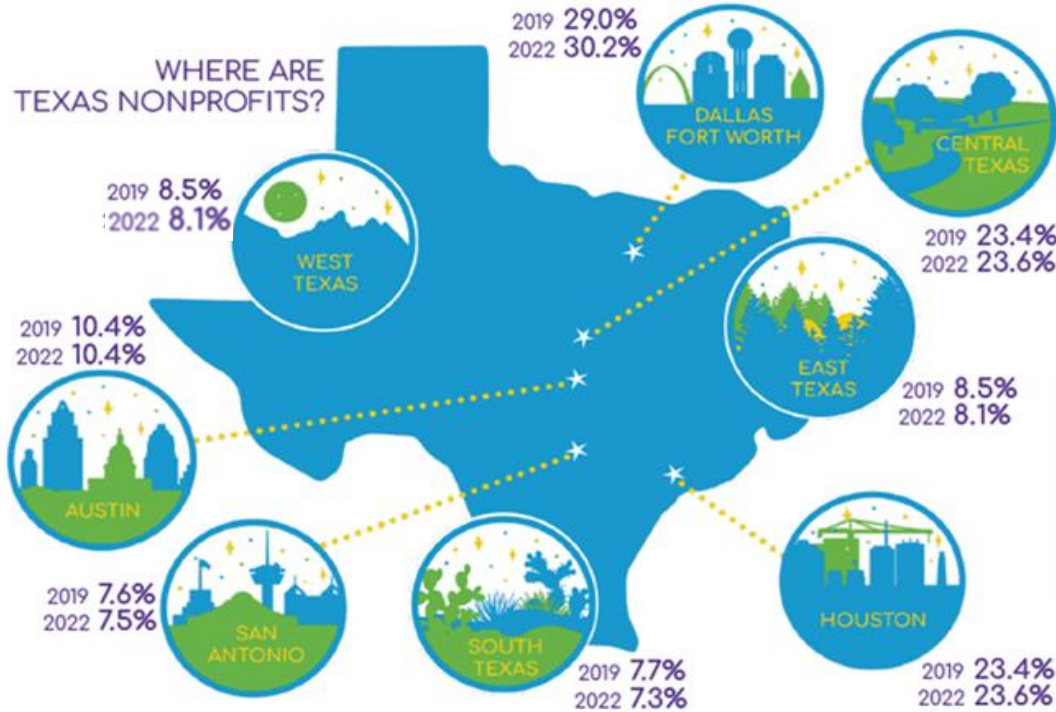 WHERE ARE
TEXAS NONPROFITS?
2019 29.0%
2022 30.2%
DALLAS
FORT WORTH
CENTRAL
TEXAS
2019 23.4%
2022 23.6%
2019 8.5%
2022 8.1%
WEST
TEXAS
EAST
TEXAS
2019 8.5%
2022 8.1%
2019 10.4%
2022 10.4%
AUSTIN
2019 7.6%
2022 7.5%
SAN
ANTONIO
SOUTH
TEXAS
2019 7.7%
2022 7.3%
HOUSTON
2019 23.4%
2022 23.6%